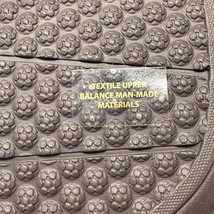 TEXTILE UPPER
BALANCE MAN-MADE
MATERIALS